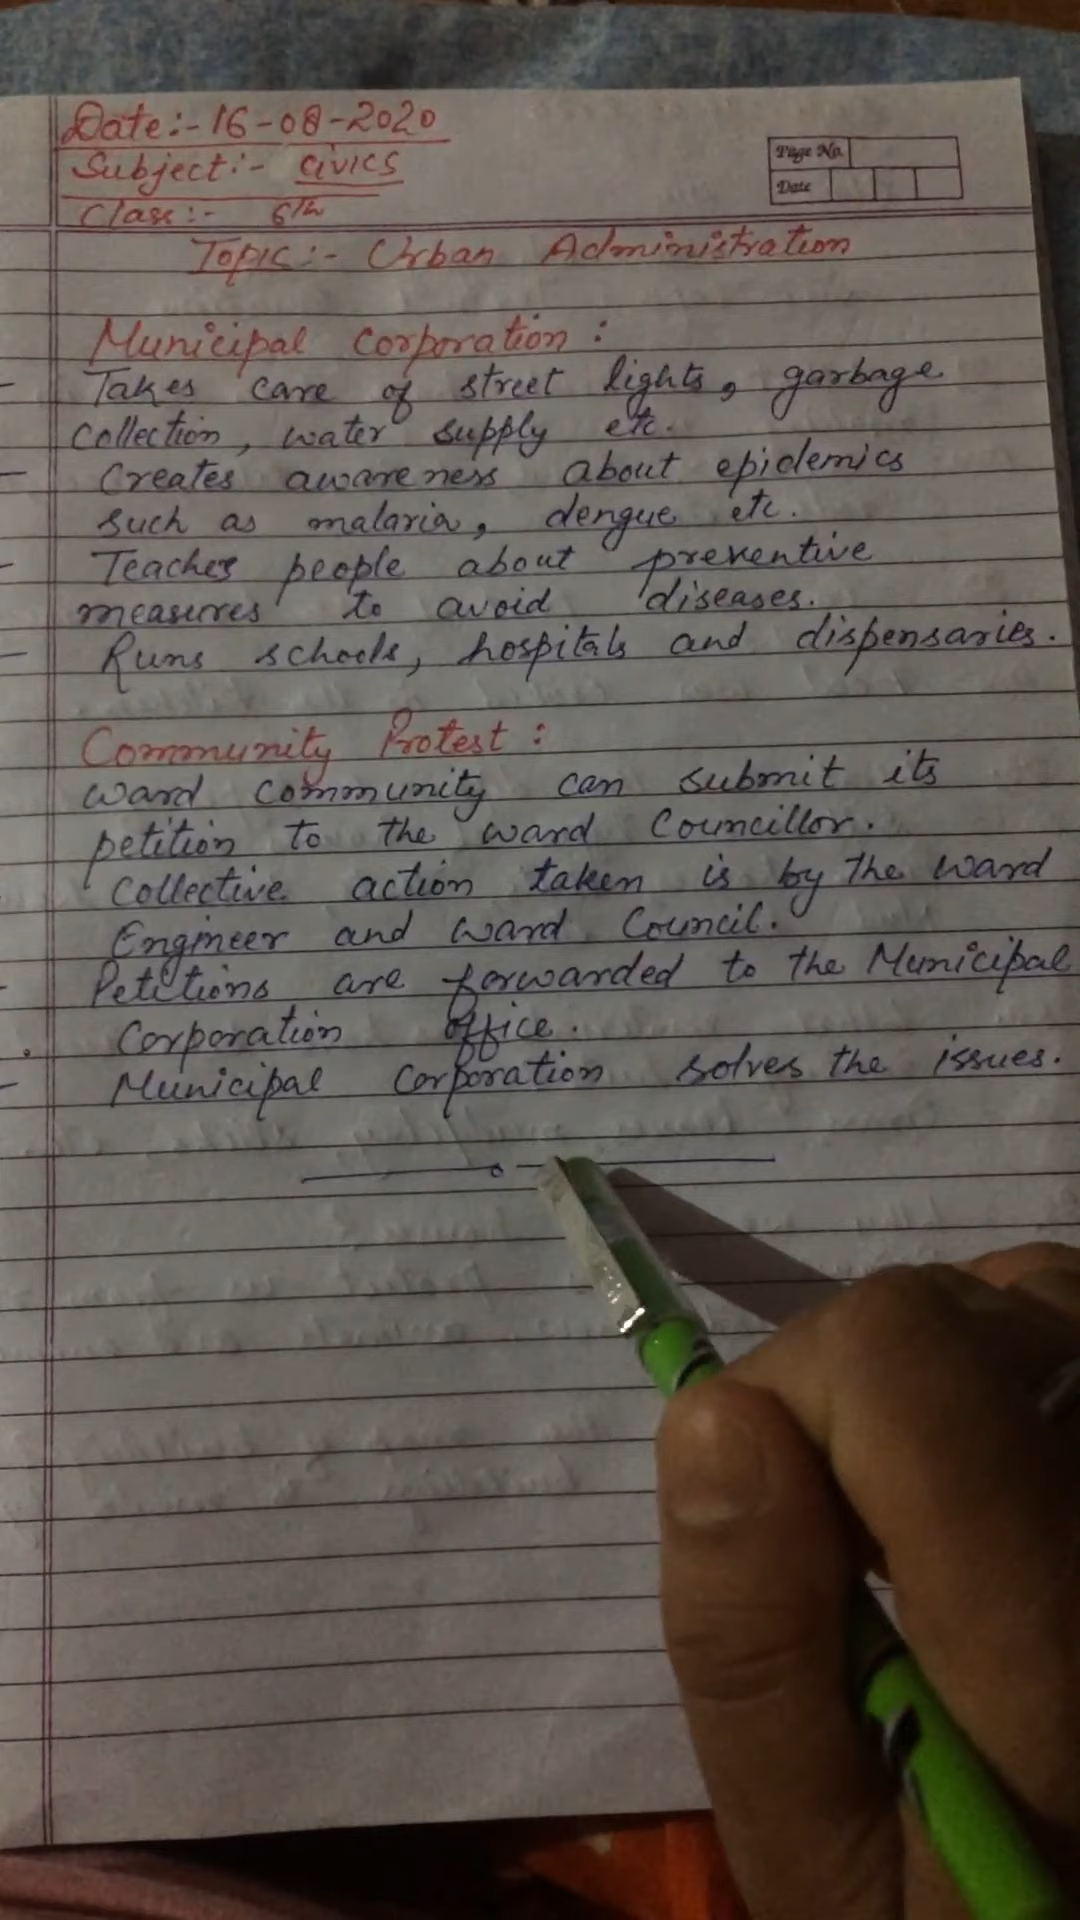 Date:- 16-08-2020
Subject:- civics
Page No.
Date
Class:- 6th
Topic:- Urban Administration
Municipal Corporation:
- Takes care of street lights, garbage
collection, water supply etc.
- Creates awareness about epidemics
such as malaria, dengue etc.
- Teaches people about preventive
measures to avoid diseases.
- Runs schools, hospitals and dispensaries.
Community Protest:
Ward community can submit its
petition to the ward Councillor.
- Collective action taken is by the ward
Engineer and ward Council.
- Petitions are forwarded to the Municipal
Corporation office.
- Municipal Corporation solves the issues.